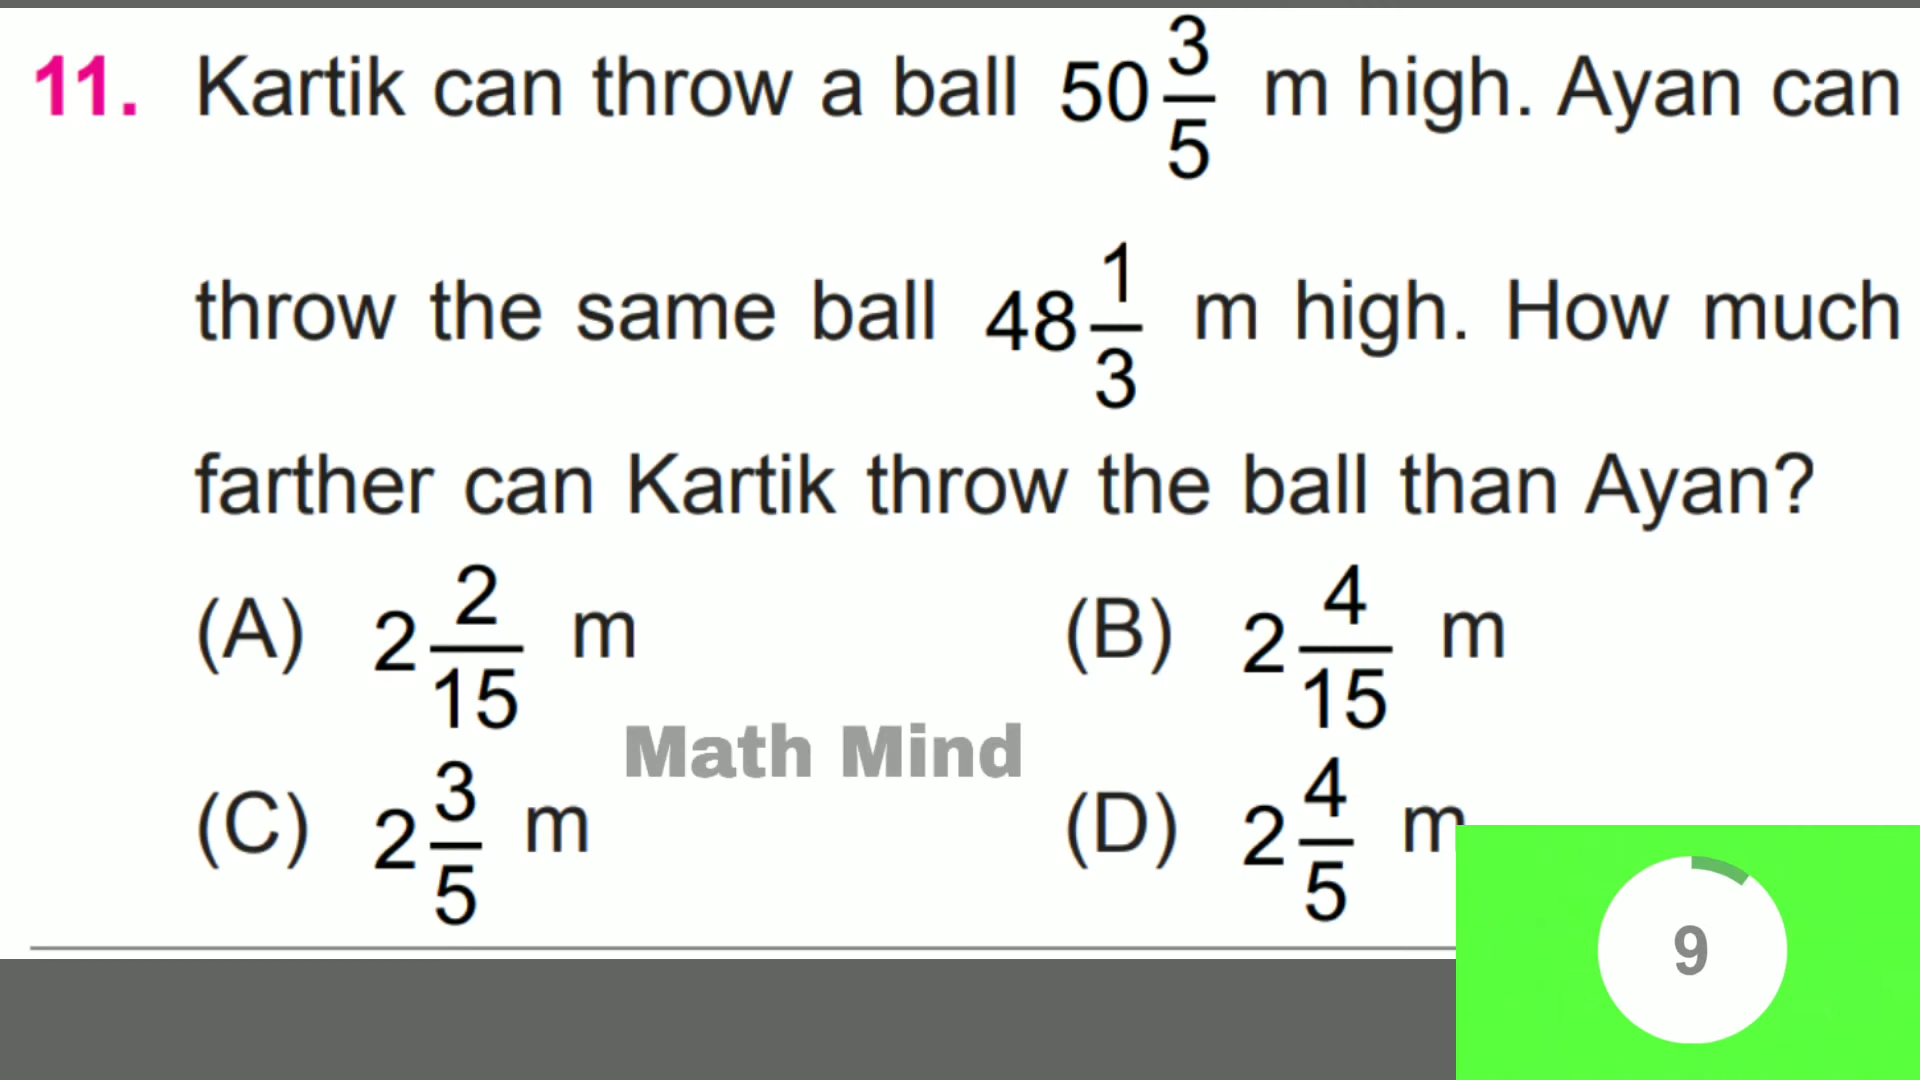 11. Kartik can throw a ball 50 3/5 m high. Ayan can
throw the same ball 48 1/3 m high. How much
farther can Kartik throw the ball than Ayan?
(A) 2 2/15 m (B) 2 4/15 m
Math Mind
(C) 2 3/5 m (D) 2 4/5 m
9